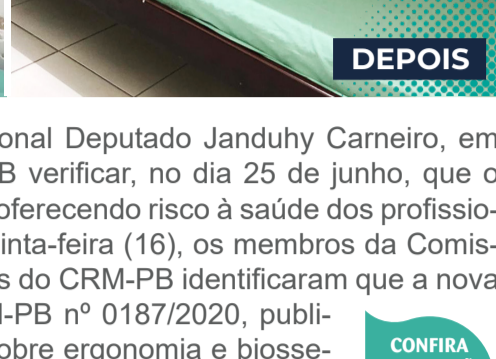 DEPOIS
onal Deputado Janduhy Carneiro, em
B verificar, no dia 25 de junho, que o
oferecendo risco à saúde dos profissio-
inta-feira (16), os membros da Comis-
s do CRM-PB identificaram que a nova
-PB nº 0187/2020, publi-
obre ergonomia e biosse-
CONFIRA